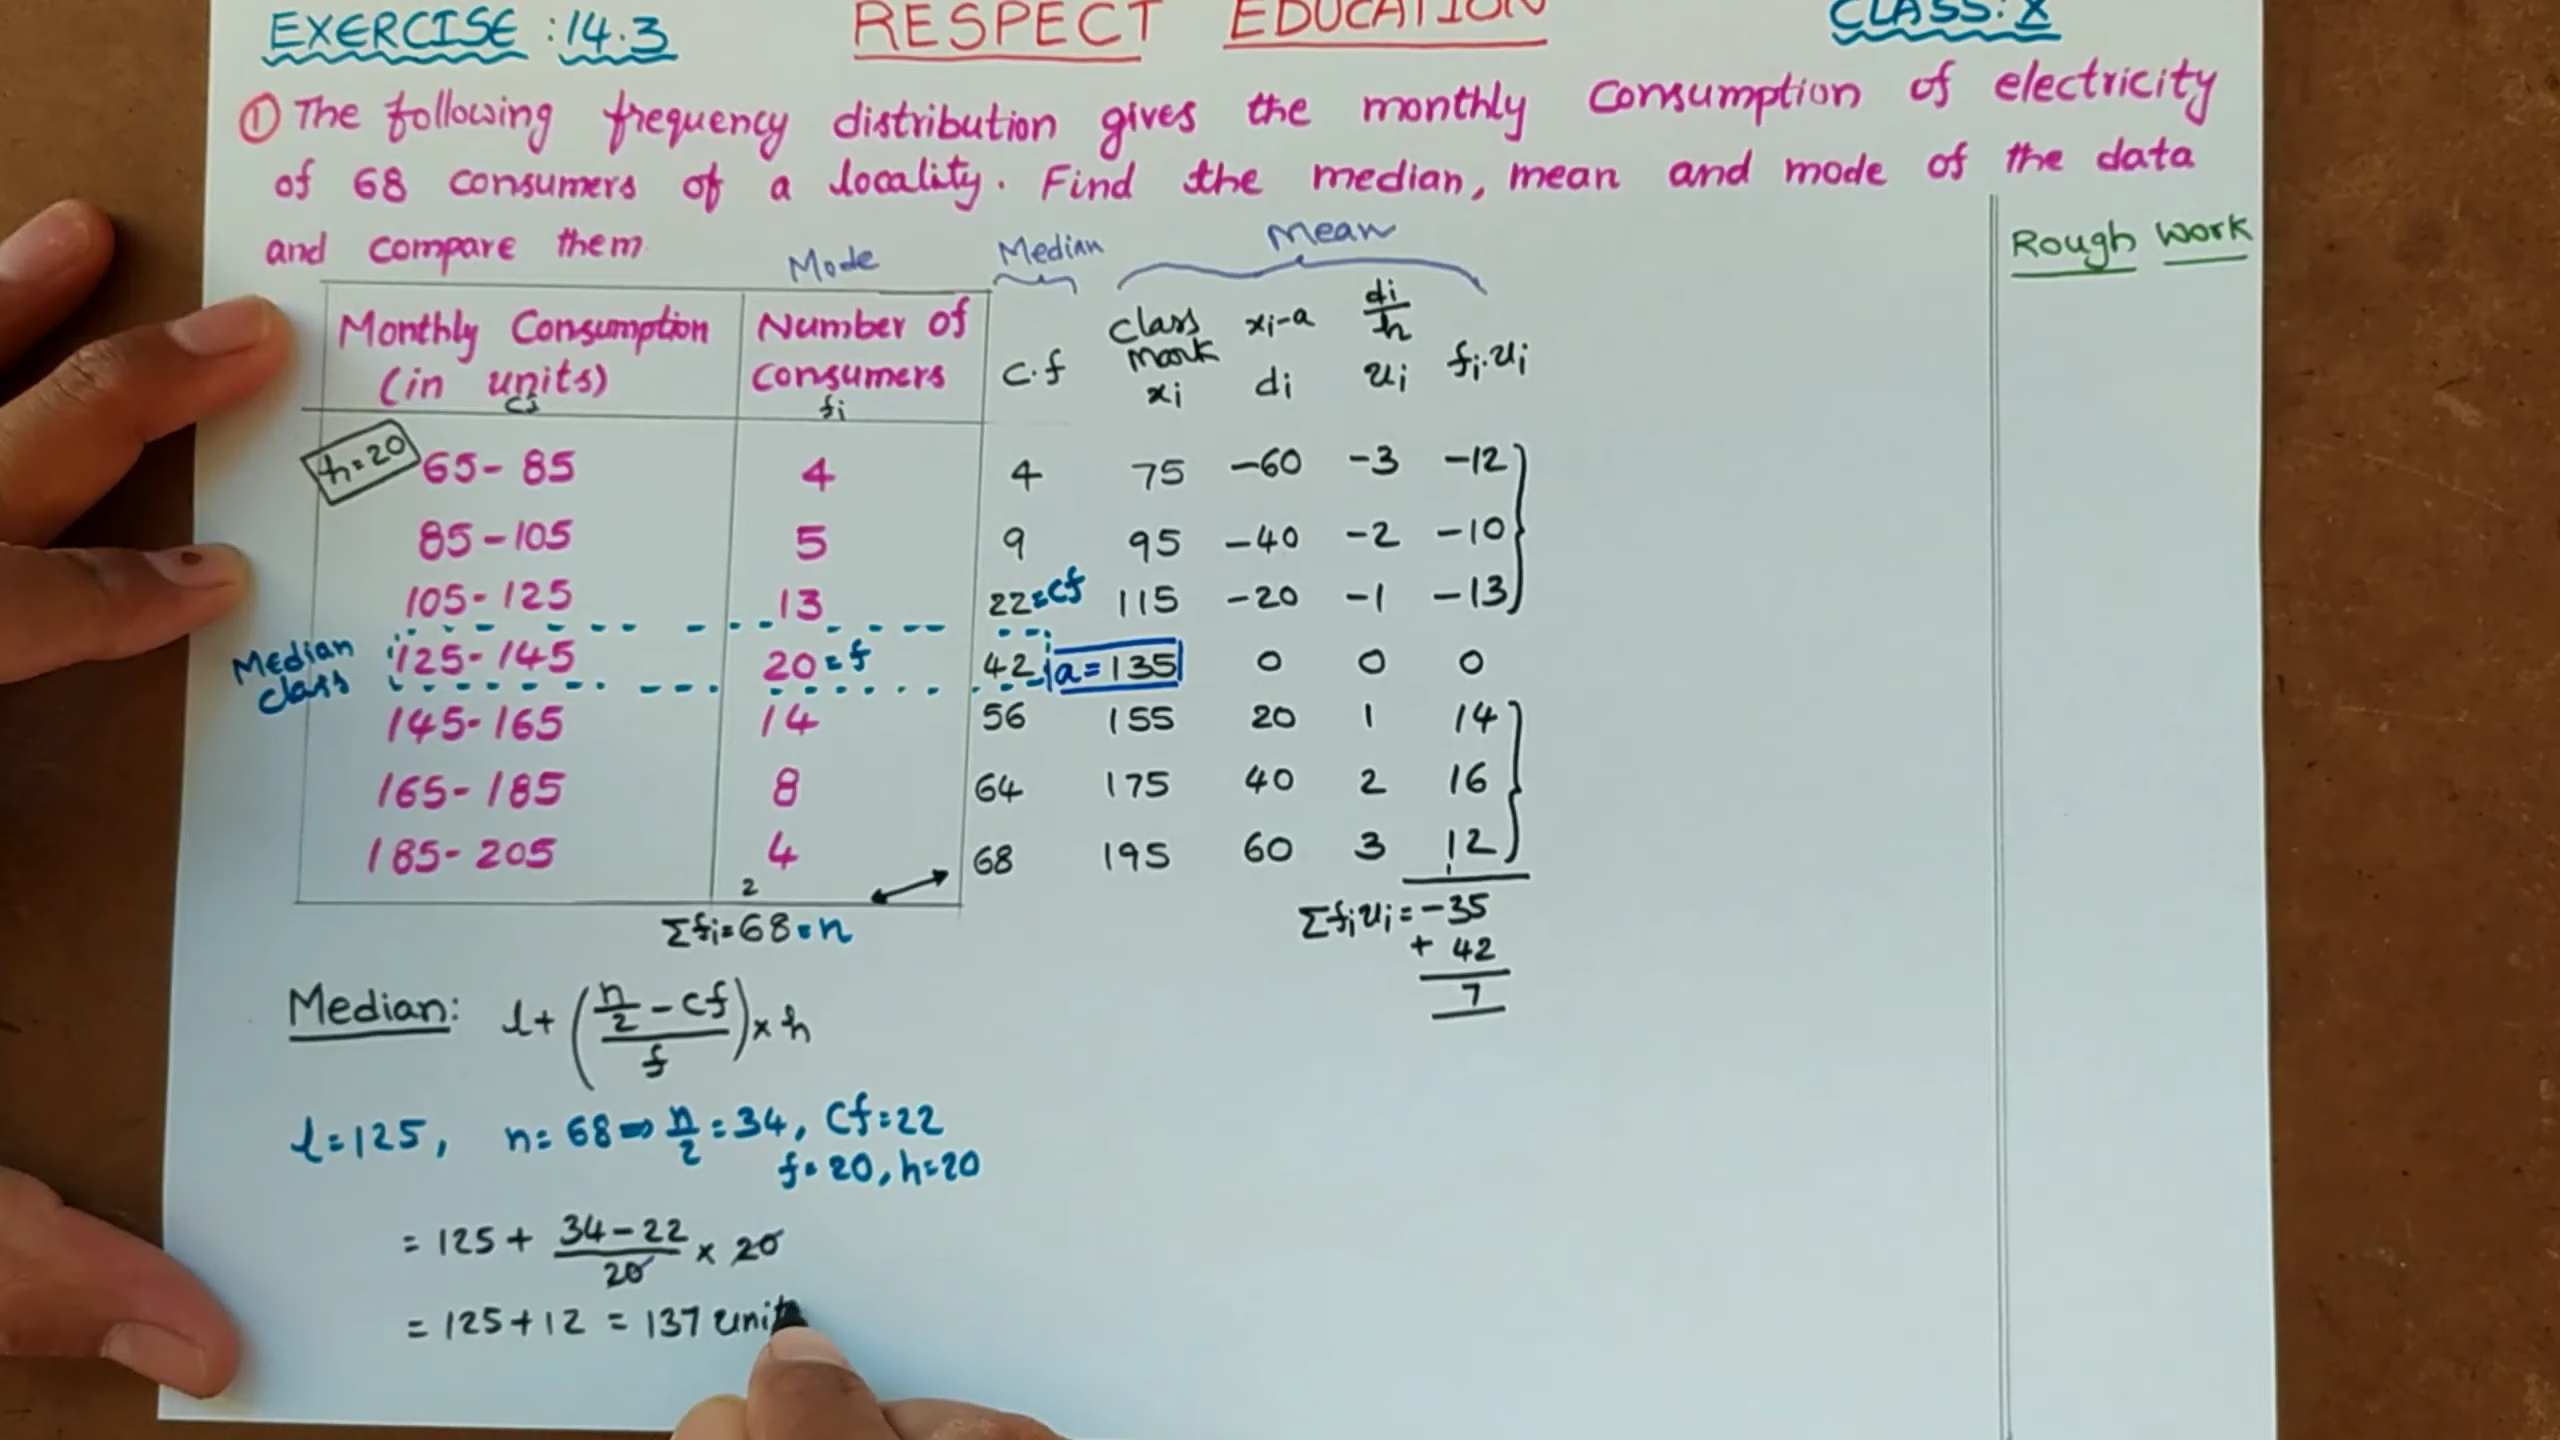 EXERCISE : 14.3 RESPECT EDUCATION CLASS: X
① The following frequency distribution gives the monthly consumption of electricity
of 68 consumers of a locality. Find the median, mean and mode of the data
and compare them
Mode Median Mean
Rough Work
Monthly Consumption (in units) ci
Number of consumers fi
c.f
class mark xi
xi-a di
di/h ui
fi.ui
h=20
65-85 4 4 75 -60 -3 -12
85-105 5 9 95 -40 -2 -10
105-125 13 22=cf 115 -20 -1 -13
Median class 125-145 20=f 42 a=135 0 0 0
145-165 14 56 155 20 1 14
165-185 8 64 175 40 2 16
185-205 4 68 195 60 3 12
2
Σfi=68=n
Σfiui=-35
+ 42
7
Median: l+ ((n/2 - cf)/f) x h
l=125, n=68 ⇒ n/2 = 34, Cf=22
f=20, h=20
= 125 + (34-22)/20 x 20
= 125+12 = 137 unit